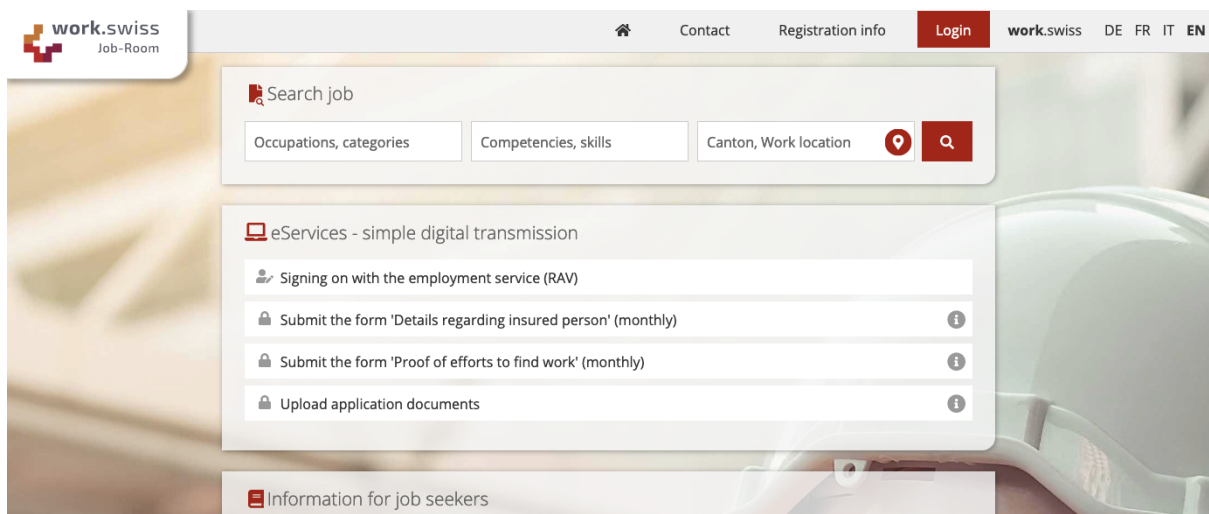 work.swiss
Job-Room
Contact
Registration info
Login
work.swiss
DE FR IT EN
Search job
Occupations, categories
Competencies, skills
Canton, Work location
eServices - simple digital transmission
Signing on with the employment service (RAV)
Submit the form 'Details regarding insured person' (monthly)
Submit the form 'Proof of efforts to find work' (monthly)
Upload application documents
Information for job seekers